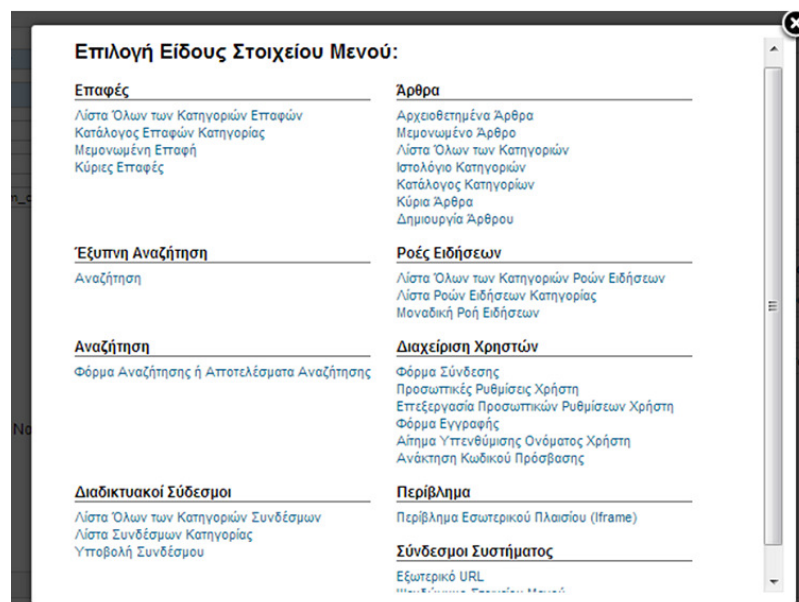 Επιλογή Είδους Στοιχείου Μενού:
Επαφές
Λίστα Όλων των Κατηγοριών Επαφών
Κατάλογος Επαφών Κατηγορίας
Μεμονωμένη Επαφή
Κύριες Επαφές
Άρθρα
Αρχειοθετημένα Άρθρα
Μεμονωμένο Άρθρο
Λίστα Όλων των Κατηγοριών
Ιστολόγιο Κατηγοριών
Κατάλογος Κατηγορίων
Κύρια Άρθρα
Δημιουργία Άρθρου
Έξυπνη Αναζήτηση
Αναζήτηση
Ροές Ειδήσεων
Λίστα Όλων των Κατηγοριών Ροών Ειδήσεων
Λίστα Ροών Ειδήσεων Κατηγορίας
Μοναδική Ροή Ειδήσεων
Αναζήτηση
Φόρμα Αναζήτησης ή Αποτελέσματα Αναζήτησης
Διαχείριση Χρηστών
Φόρμα Σύνδεσης
Προσωπικές Ρυθμίσεις Χρήστη
Επεξεργασία Προσωπικών Ρυθμίσεων Χρήστη
Φόρμα Εγγραφής
Αίτημα Υπενθύμισης Ονόματος Χρήστη
Ανάκτηση Κωδικού Πρόσβασης
Διαδικτυακοί Σύδεσμοι
Λίστα Όλων των Κατηγοριών Συνδέσμων
Λίστα Συνδέσμων Κατηγορίας
Υποβολή Συνδέσμου
Περίβλημα
Περίβλημα Εσωτερικού Πλαισίου (Iframe)
Σύνδεσμοι Συστήματος
Εξωτερικό URL